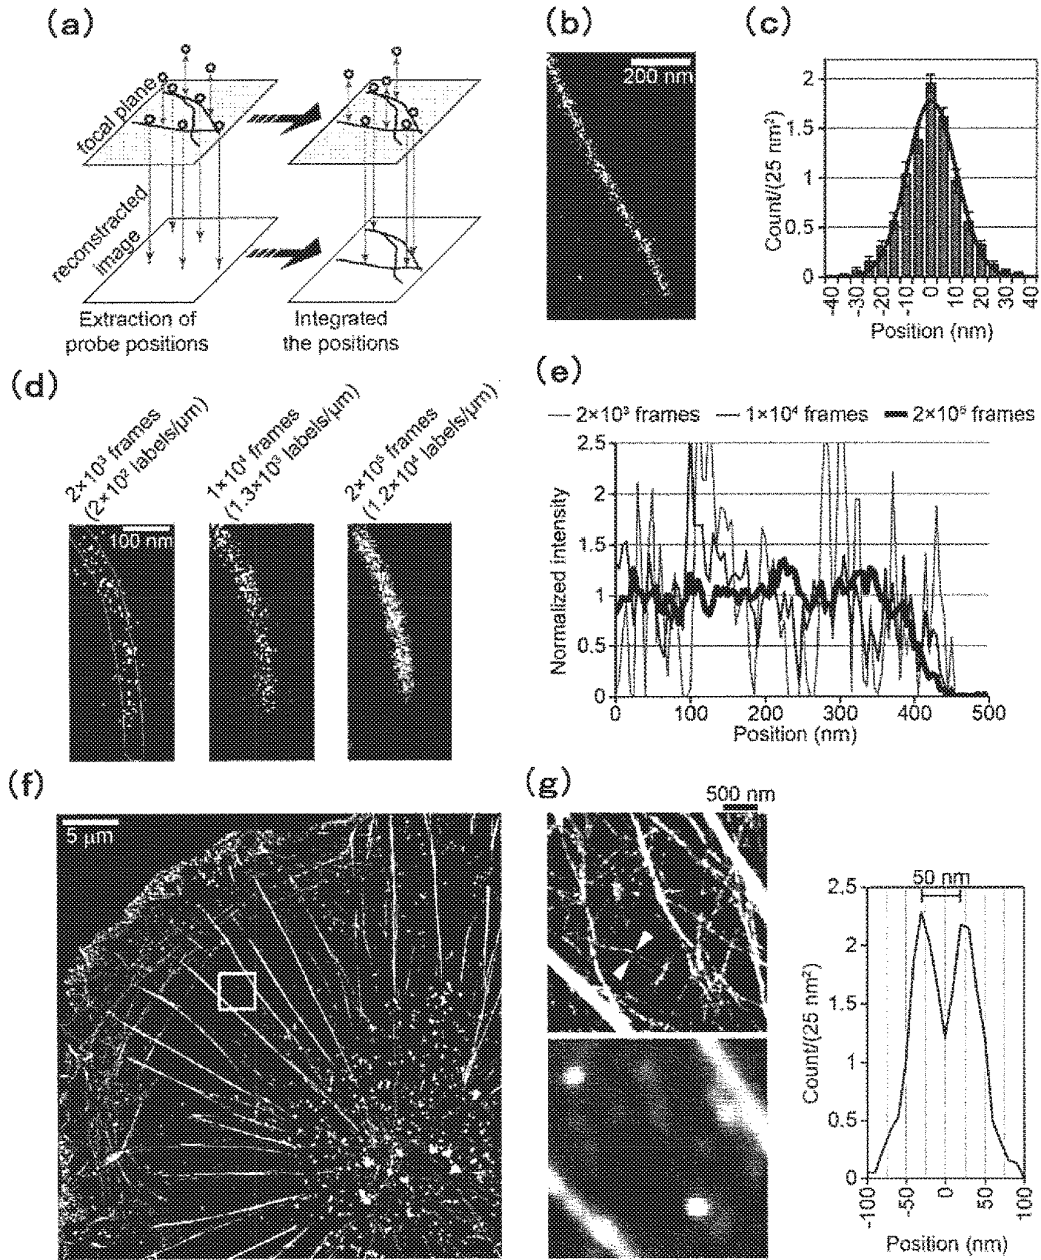 (a)
focal plane
reconstracted
image
Extraction of
probe positions
Integrated
the positions
(b)
200 nm
(c)
Count/(25 nm²)
2
1.5
1
0.5
0
-40
-30
-20
-10
0
10
20
30
40
Position (nm)
(d)
2×10³ frames
(2×10² labels/µm)
1×10⁴ frames
(1.3×10³ labels/µm)
2×10⁵ frames
(1.2×10⁴ labels/µm)
100 nm
(e)
2×10³ frames
1×10⁴ frames
2×10⁵ frames
Normalized intensity
2.5
2
1.5
1
0.5
0
0
100
200
300
400
500
Position (nm)
(f)
5 µm
(g)
500 nm
50 nm
Count/(25 nm²)
2.5
2
1.5
1
0.5
0
-100
-50
0
50
100
Position (nm)